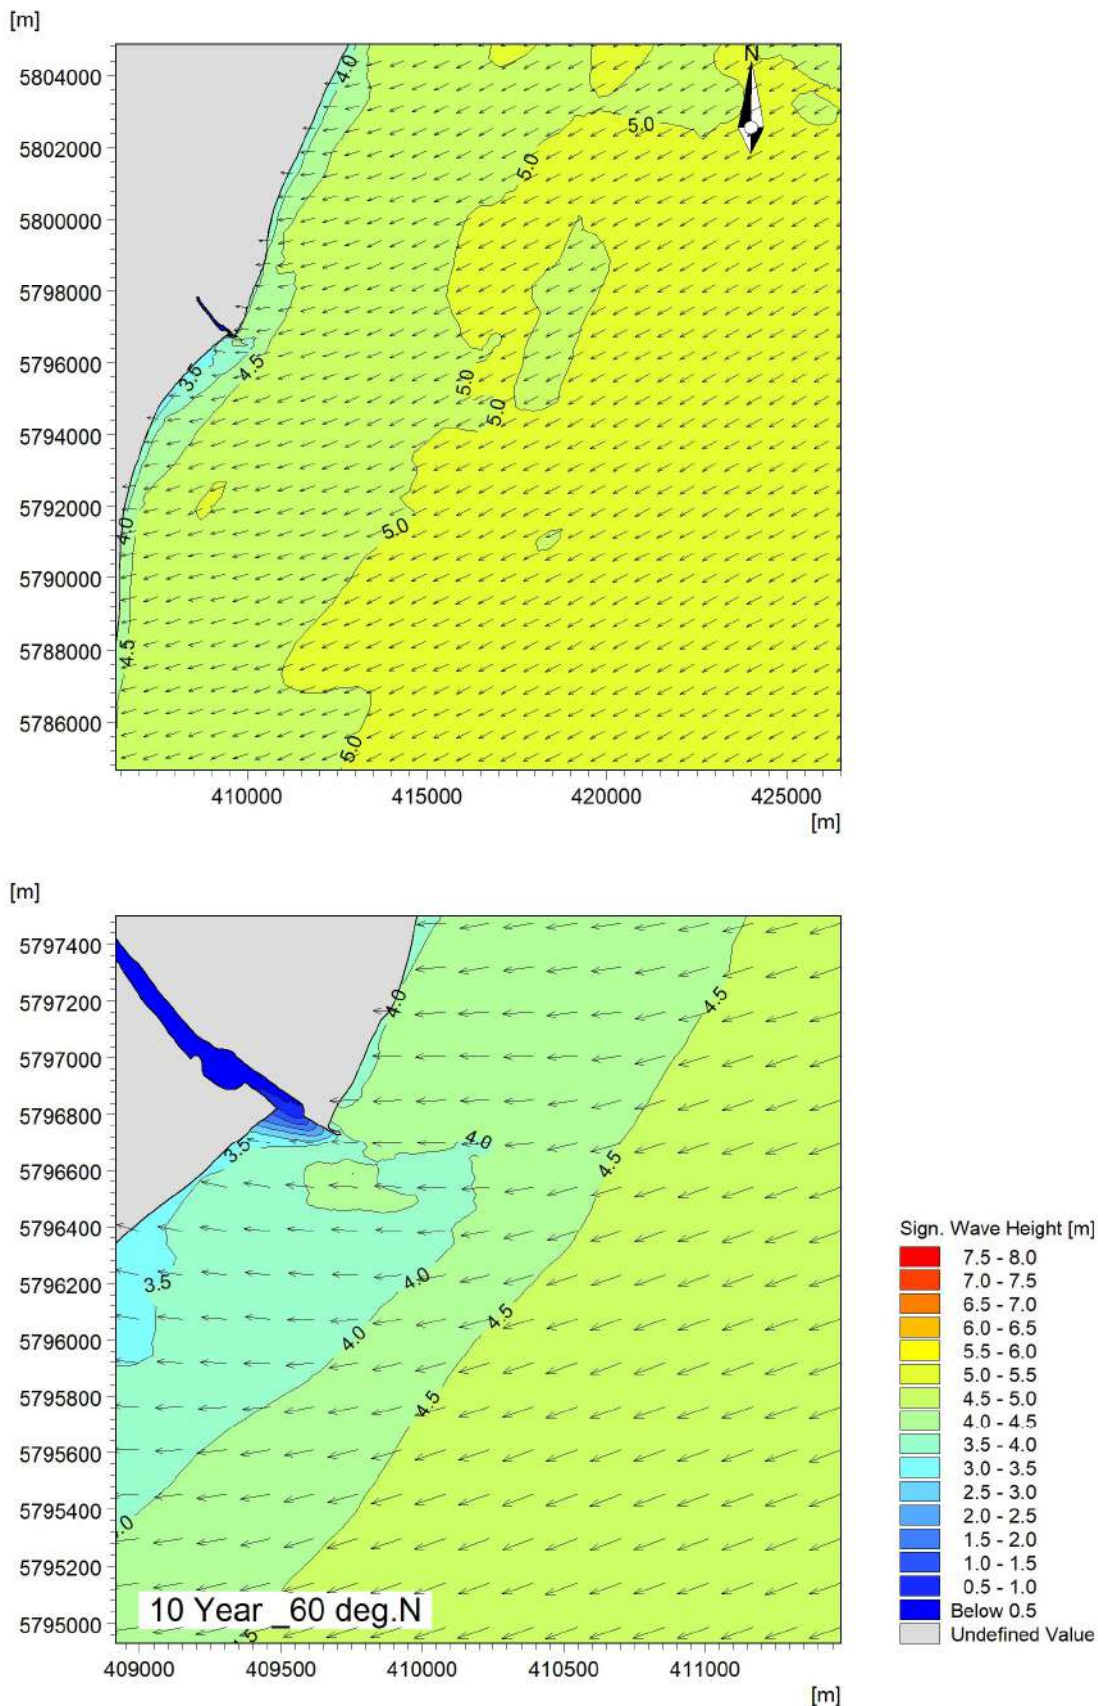 [m]
5804000
5802000
5800000
5798000
5796000
5794000
5792000
5790000
5788000
5786000
4.0
N
5.0
5.0
3.5
4.5
5.0
5.0
4.0
5.0
4.5
5.0
410000
415000
420000
425000
[m]
[m]
5797400
5797200
5797000
5796800
5796600
5796400
5796200
5796000
5795800
5795600
5795400
5795200
5795000
4.0
4.5
3.5
4.0
4.5
3.5
4.0
4.5
4.0
4.5
.0
10 Year _60 deg.N
.5
409000
409500
410000
410500
411000
[m]
Sign. Wave Height [m]
7.5 - 8.0
7.0 - 7.5
6.5 - 7.0
6.0 - 6.5
5.5 - 6.0
5.0 - 5.5
4.5 - 5.0
4.0 - 4.5
3.5 - 4.0
3.0 - 3.5
2.5 - 3.0
2.0 - 2.5
1.5 - 2.0
1.0 - 1.5
0.5 - 1.0
Below 0.5
Undefined Value